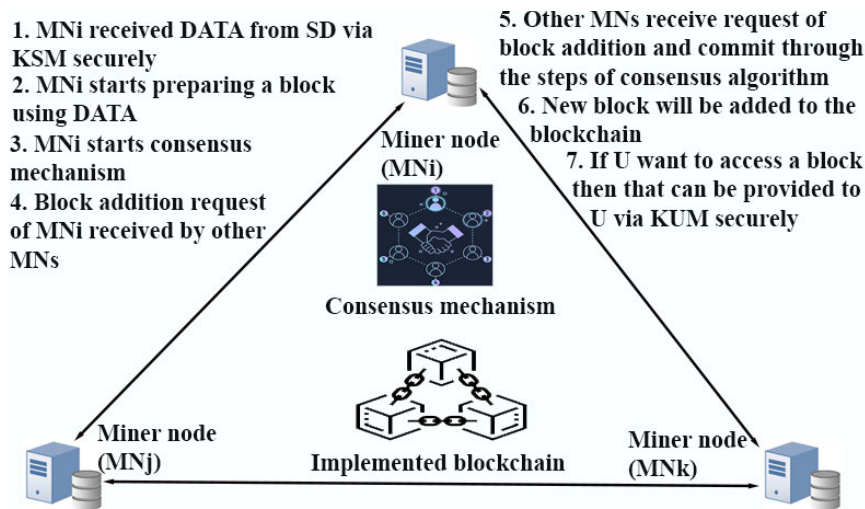 1. MNi received DATA from SD via
KSM securely
2. MNi starts preparing a block
using DATA
3. MNi starts consensus
mechanism
4. Block addition request
of MNi received by other
MNs
5. Other MNs receive request of
block addition and commit through
the steps of consensus algorithm
6. New block will be added to the
blockchain
7. If U want to access a block
then that can be provided to
U via KUM securely
Miner node
(MNi)
Consensus mechanism
Miner node
(MNj)
Implemented blockchain
Miner node
(MNk)